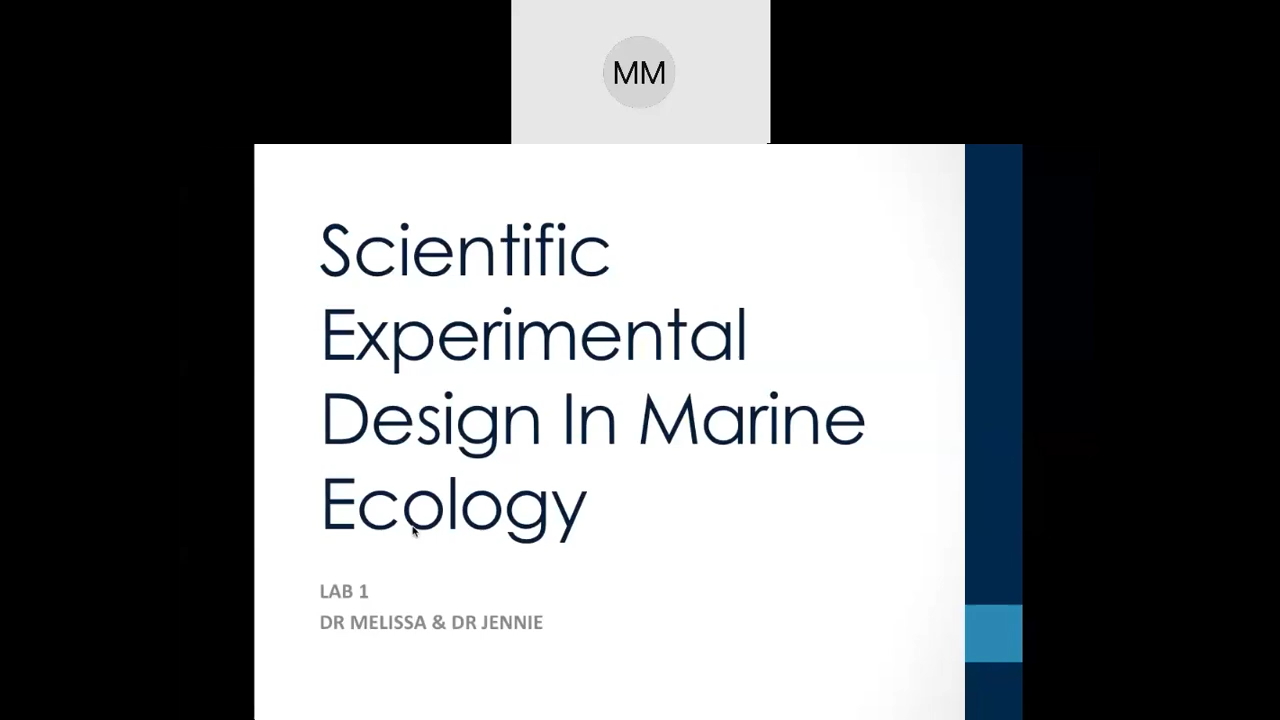 MM
Scientific
Experimental
Design In Marine
Ecology
LAB 1
DR MELISSA & DR JENNIE